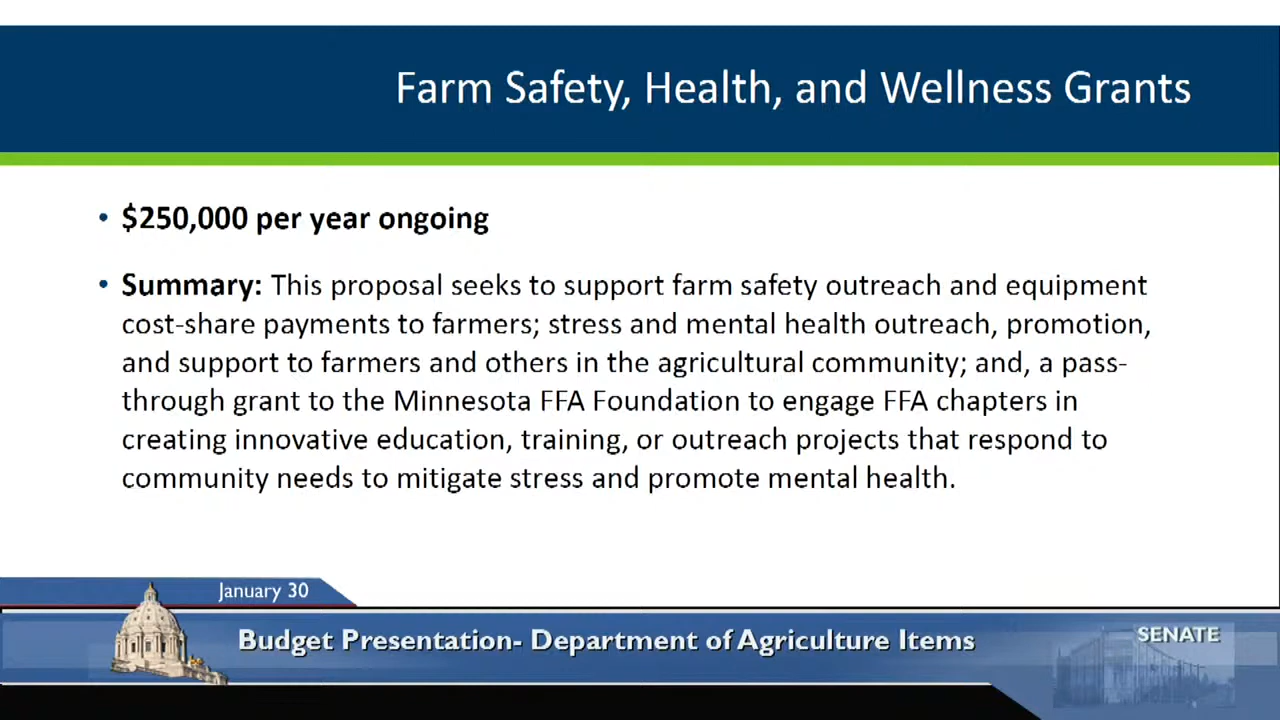 Farm Safety, Health, and Wellness Grants
• $250,000 per year ongoing
• Summary: This proposal seeks to support farm safety outreach and equipment
cost-share payments to farmers; stress and mental health outreach, promotion,
and support to farmers and others in the agricultural community; and, a pass-
through grant to the Minnesota FFA Foundation to engage FFA chapters in
creating innovative education, training, or outreach projects that respond to
community needs to mitigate stress and promote mental health.
January 30
Budget Presentation- Department of Agriculture Items
SENATE